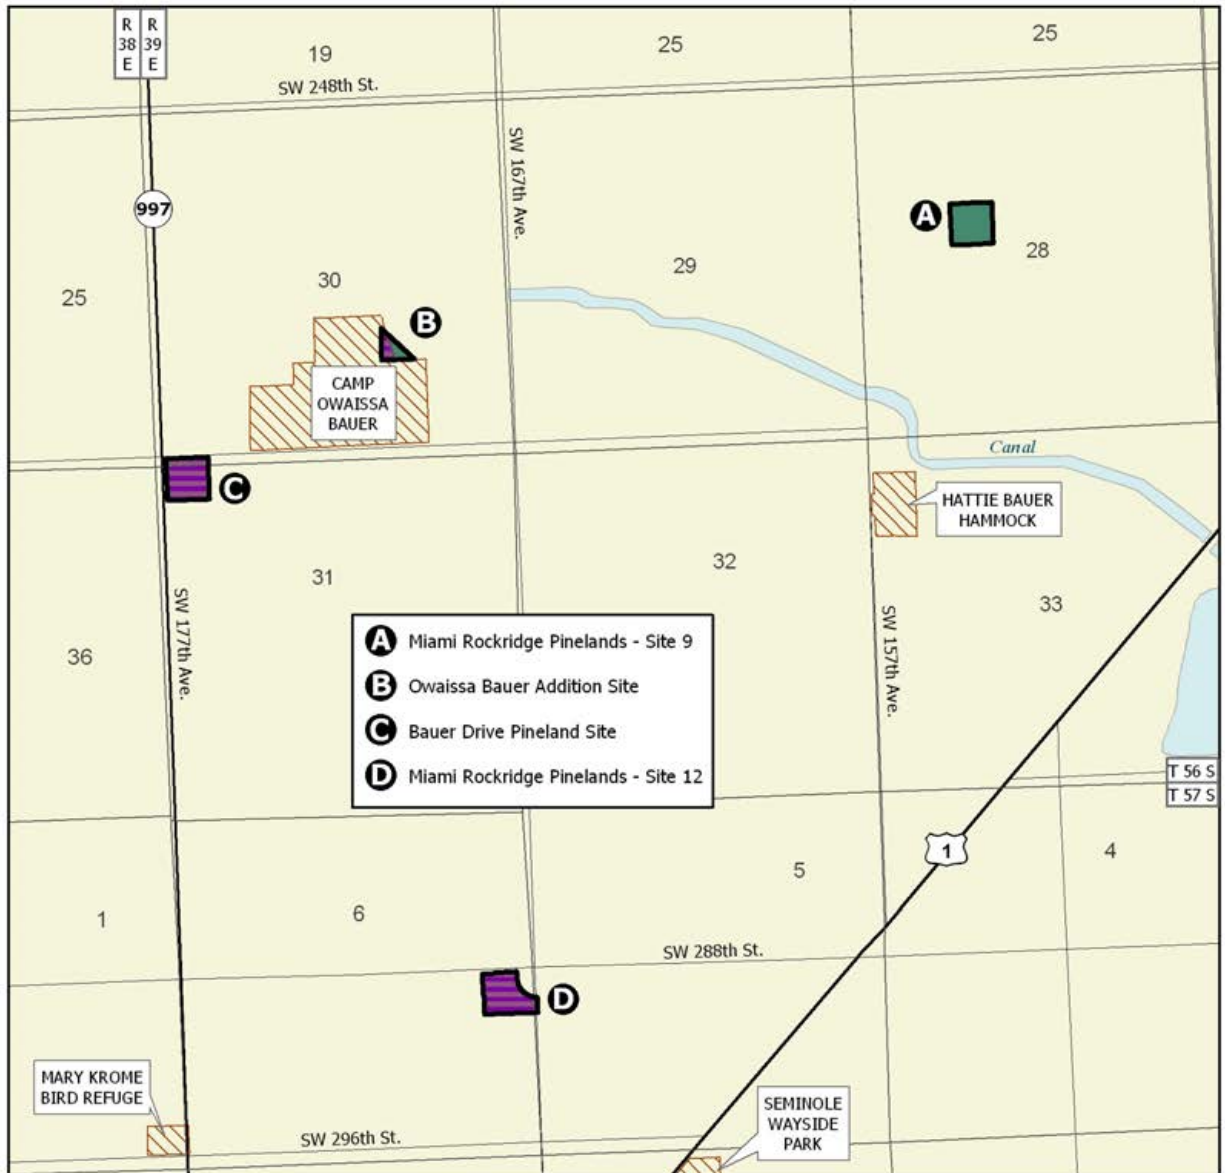 R R
38 39
E E
19
25
25
SW 248th St.
SW 167th Ave.
997
A
28
29
30
25
B
CAMP
OWAISSA
BAUER
Canal
C
HATTIE BAUER
HAMMOCK
32
31
33
SW 177th Ave.
SW 157th Ave.
36
A Miami Rockridge Pinelands - Site 9
B Owaissa Bauer Addition Site
C Bauer Drive Pineland Site
D Miami Rockridge Pinelands - Site 12
T 56 S
T 57 S
1
4
5
6
1
SW 288th St.
D
MARY KROME
BIRD REFUGE
SEMINOLE
WAYSIDE
PARK
SW 296th St.